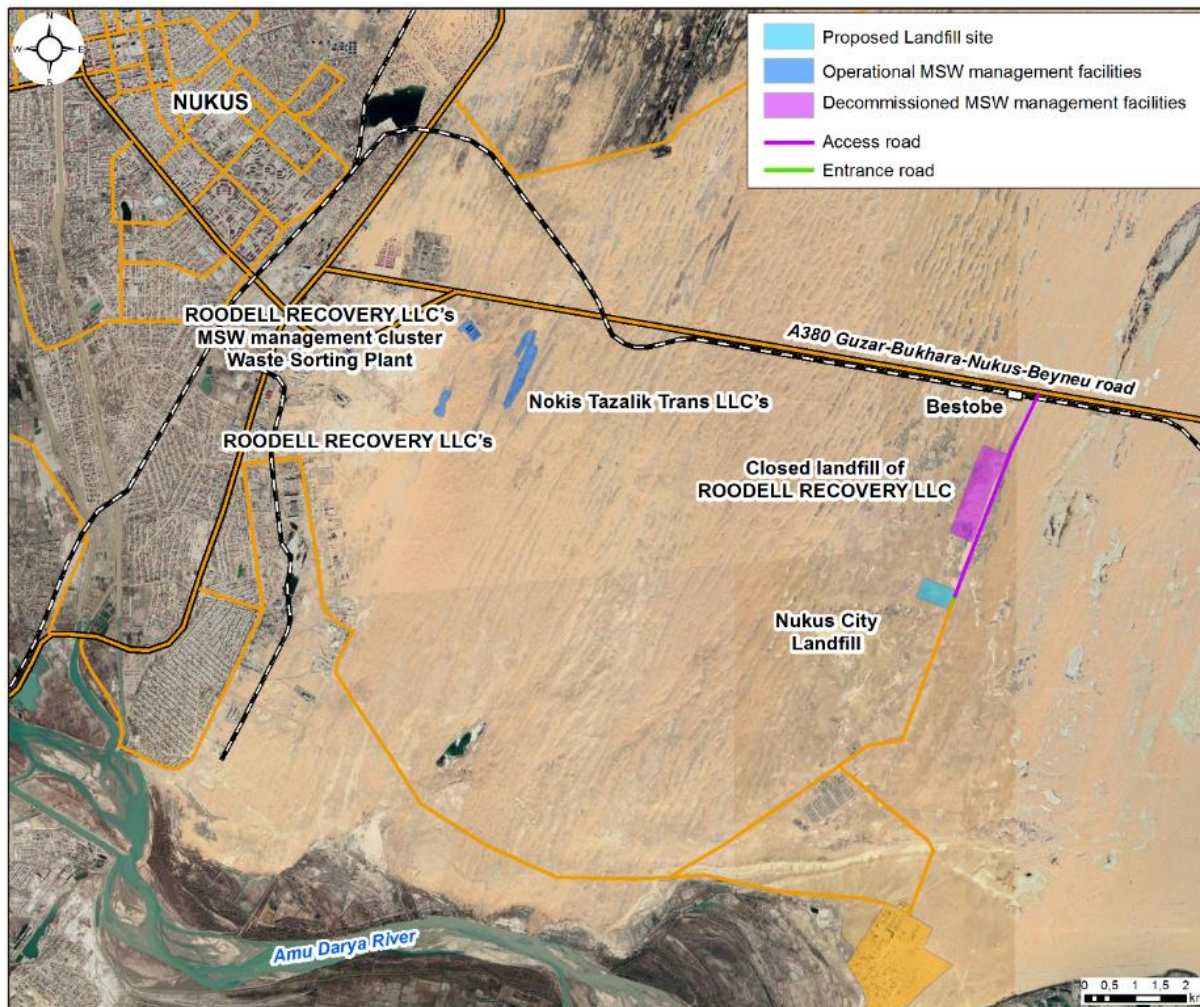 N
W E
S
NUKUS
Proposed Landfill site
Operational MSW management facilities
Decommissioned MSW management facilities
Access road
Entrance road
ROODELL RECOVERY LLC's
MSW management cluster
Waste Sorting Plant
A380 Guzar-Bukhara-Nukus-Beyneu road
Nokis Tazalik Trans LLC's
Bestobe
ROODELL RECOVERY LLC's
Closed landfill of
ROODELL RECOVERY LLC
Nukus City
Landfill
Amu Darya River
0 0,5 1 1,5 2